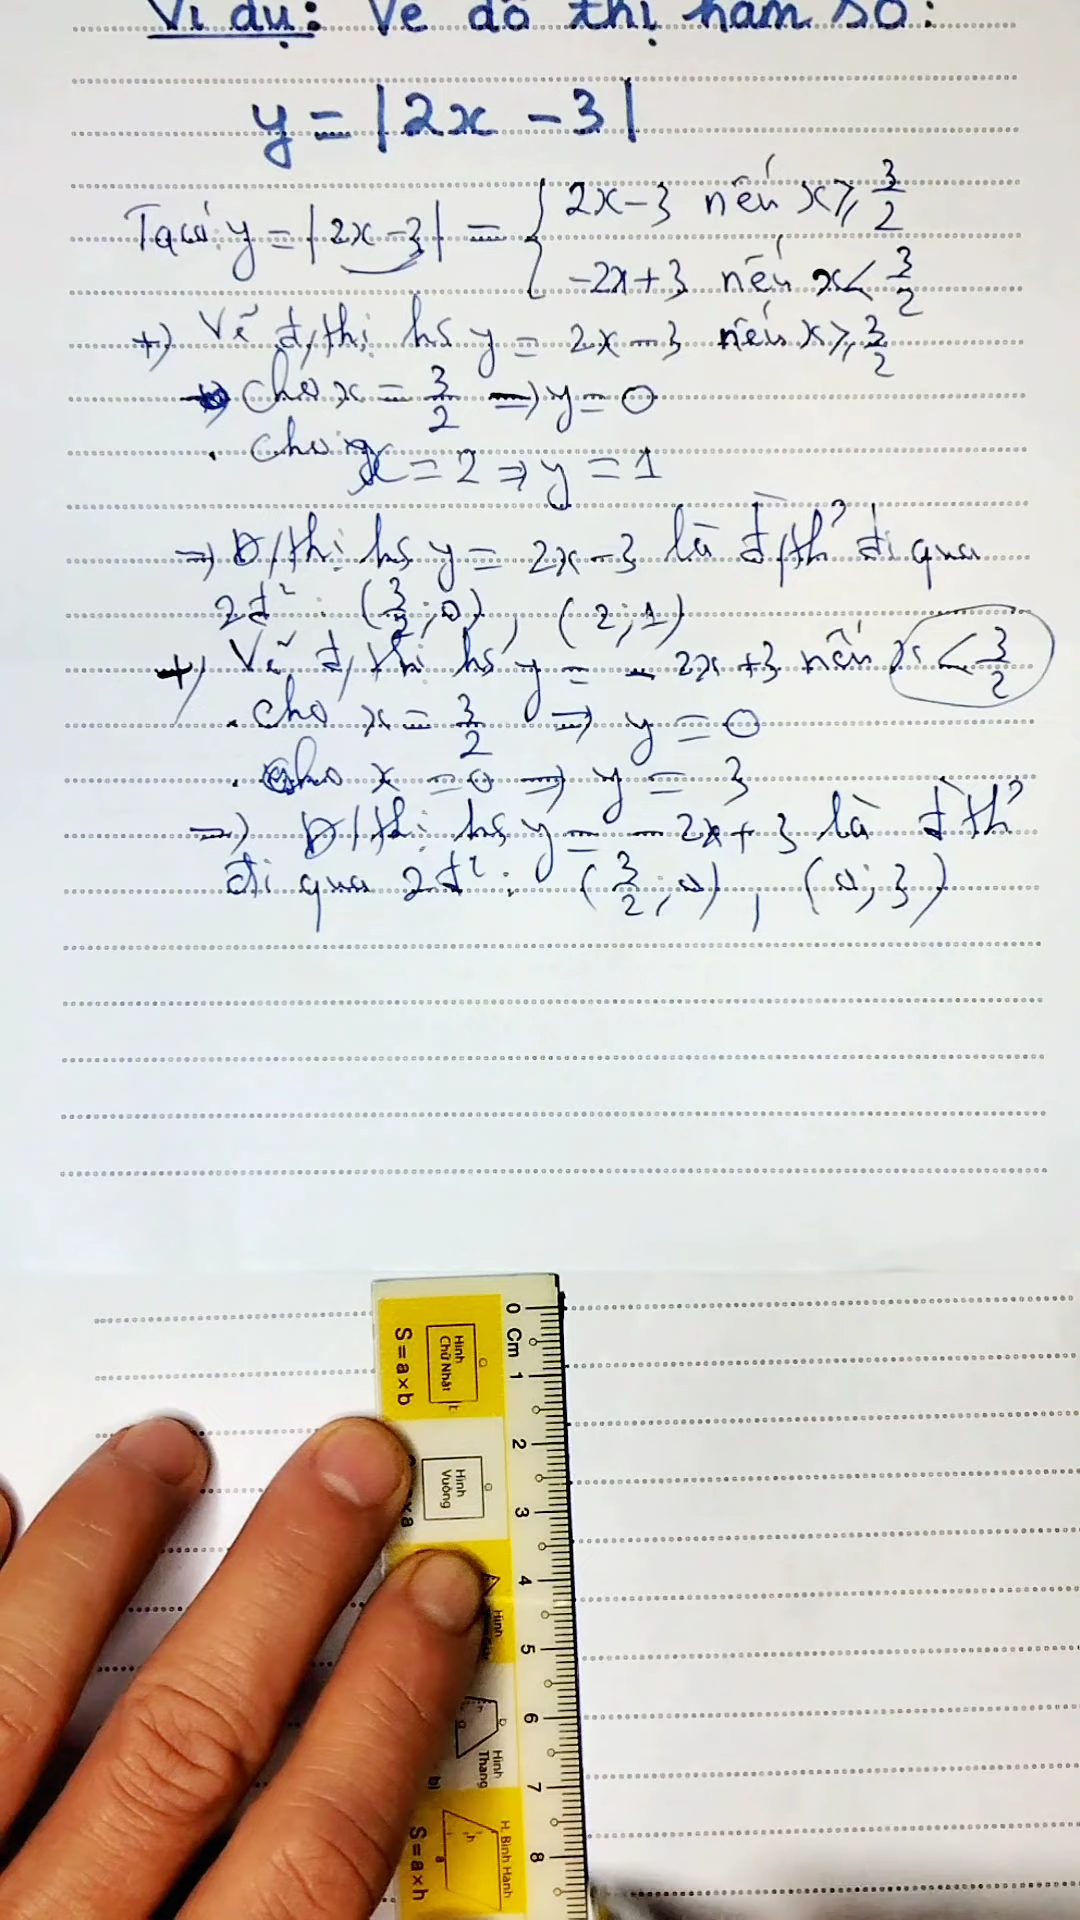 Ví dụ: Vẽ đồ thị hàm số:
y = |2x - 3|
Ta có y = |2x - 3| = { 2x - 3 nếu x ⩾ 3/2
-2x + 3 nếu x < 3/2
+) Vẽ đ/thị hs y = 2x - 3 nếu x ⩾ 3/2
cho x = 3/2 => y = 0
. cho x = 2 => y = 1
=> Đ/thị hs y = 2x - 3 là đ/thẳ đi qua
2đ² : (3/2; 0), (2; 1)
+) Vẽ đ/thị hs y = - 2x + 3 nếu x < 3/2
. cho x = 3/2 => y = 0
. cho x = 0 => y = 3
=> Đ/thị hs y = - 2x + 3 là đ thẳ
đi qua 2đ² : (3/2; 0), (0; 3)
0 Cm 1 2 3 4 5 6 7 8
Hình Chữ Nhật
S = a×b
Hình Vuông
Hình
Hình Thang
H. Bình Hành
S = a×h